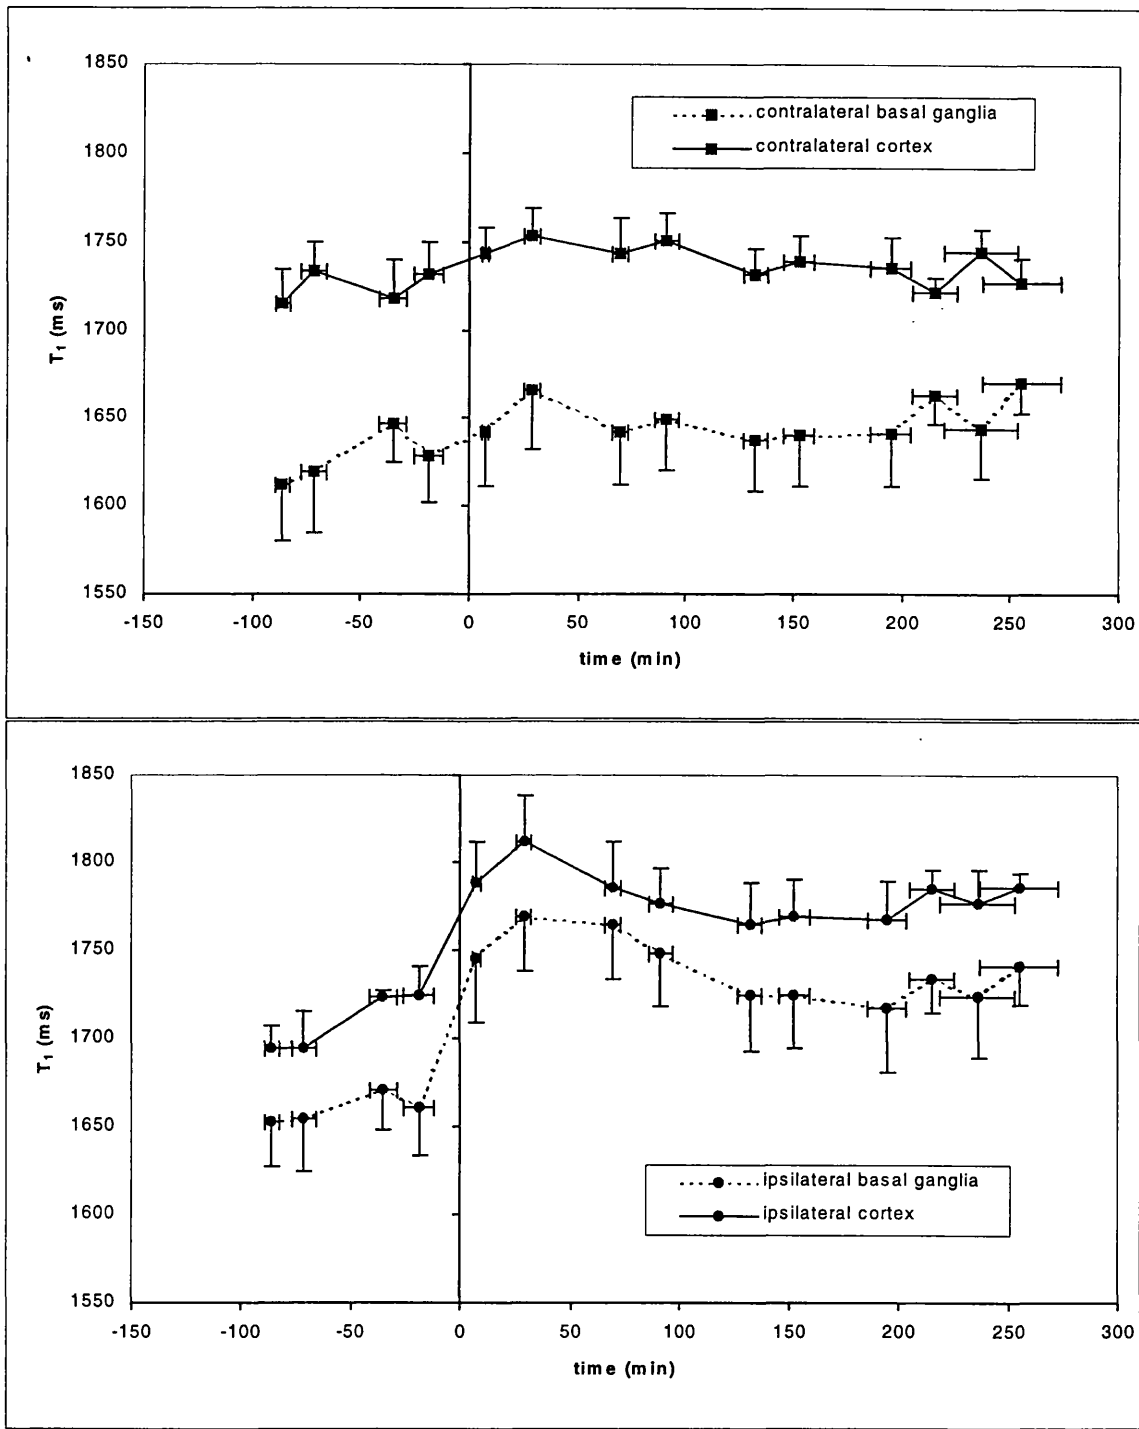 1850
1800
1750
1700
1650
1600
1550
T1 (ms)
contralateral basal ganglia
contralateral cortex
-150 -100 -50 0 50 100 150 200 250 300
time (min)
1850
1800
1750
1700
1650
1600
1550
T1 (ms)
ipsilateral basal ganglia
ipsilateral cortex
-150 -100 -50 0 50 100 150 200 250 300
time (min)